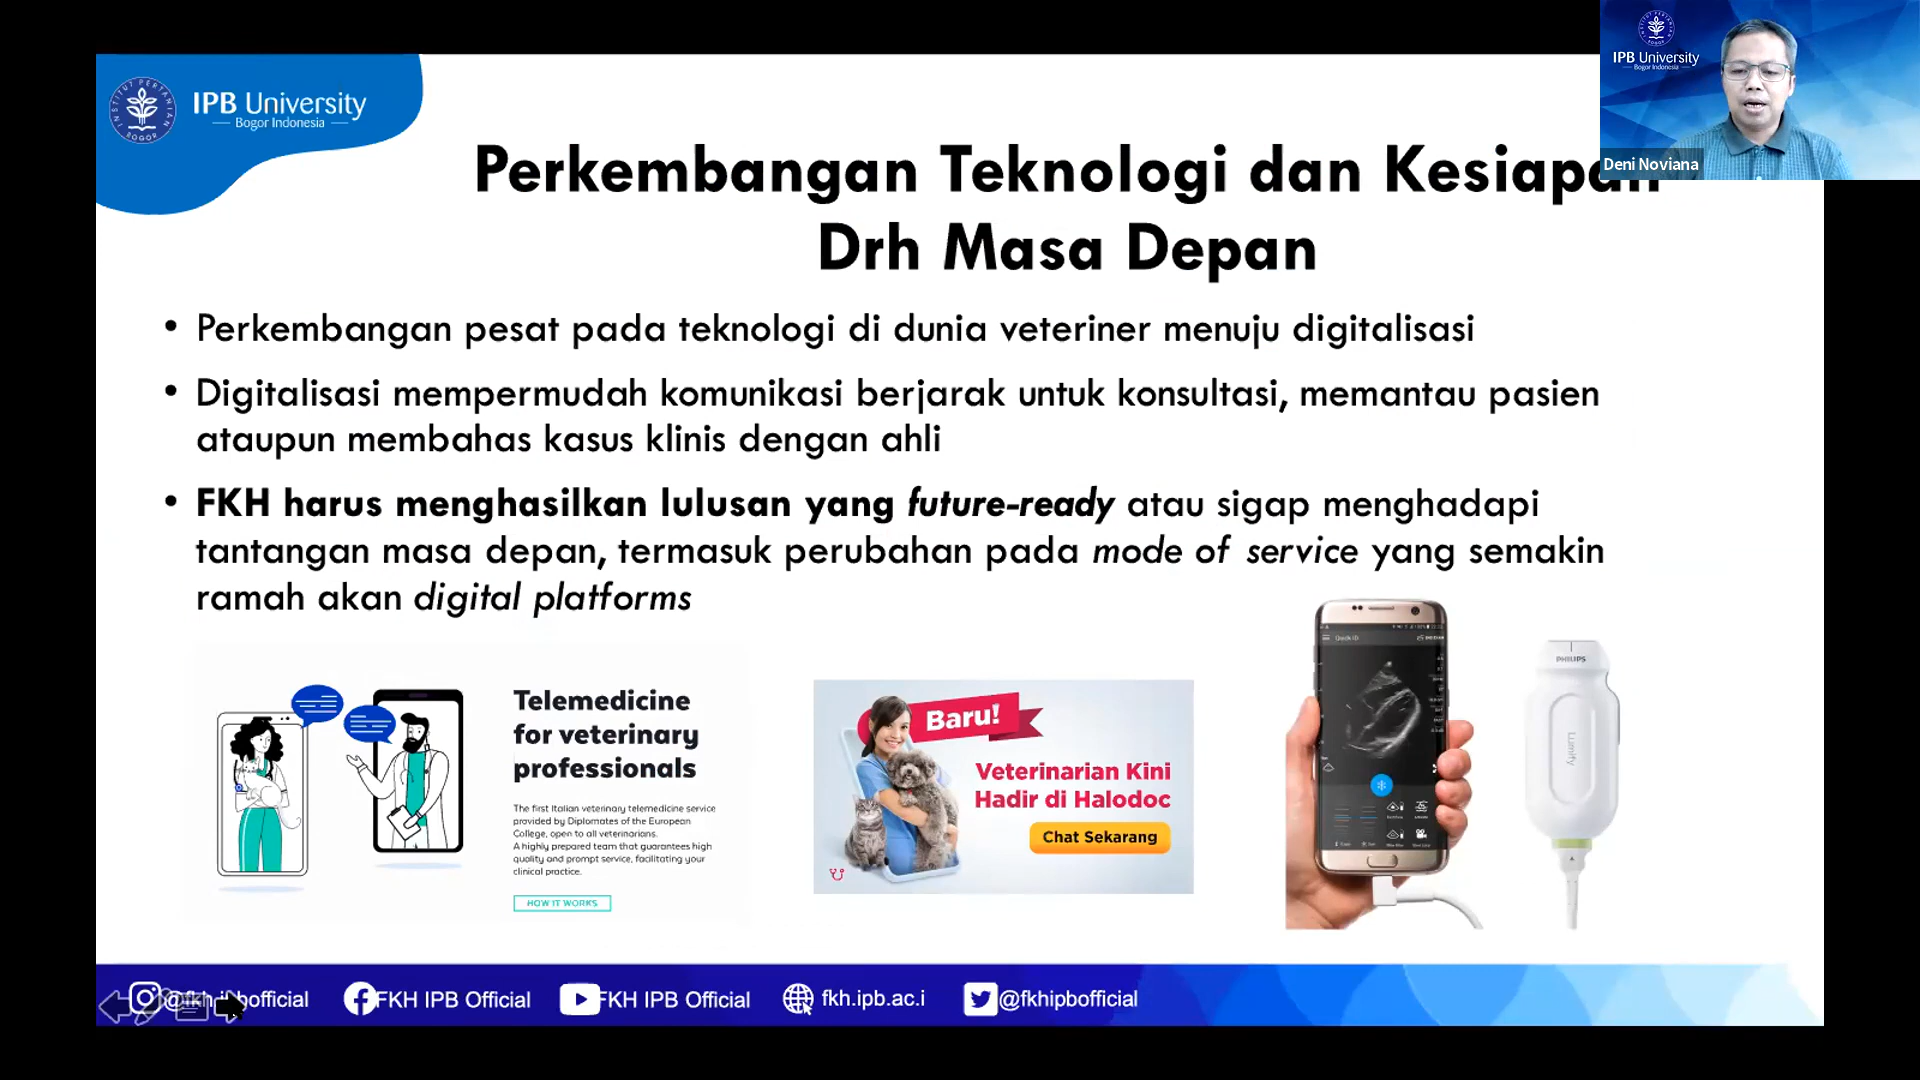 IPB University
Bogor Indonesia
IPB University
Bogor Indonesia
Deni Noviana
Perkembangan Teknologi dan Kesiapan
Drh Masa Depan
• Perkembangan pesat pada teknologi di dunia veteriner menuju digitalisasi
• Digitalisasi mempermudah komunikasi berjarak untuk konsultasi, memantau pasien
ataupun membahas kasus klinis dengan ahli
• FKH harus menghasilkan lulusan yang future-ready atau sigap menghadapi
tantangan masa depan, termasuk perubahan pada mode of service yang semakin
ramah akan digital platforms
Telemedicine
for veterinary
professionals
The first Italian veterinary telemedicine service
provided by Diplomates of the European
College, open to all veterinarians.
A highly prepared team that guarantees high
quality and prompt service, facilitating your
clinical practice.
HOW IT WORKS
Baru!
Veterinarian Kini
Hadir di Halodoc
Chat Sekarang
PHILIPS
Lumify
FKH IPB Official
FKH IPB Official
fkh.ipb.ac.i
@fkhipbofficial